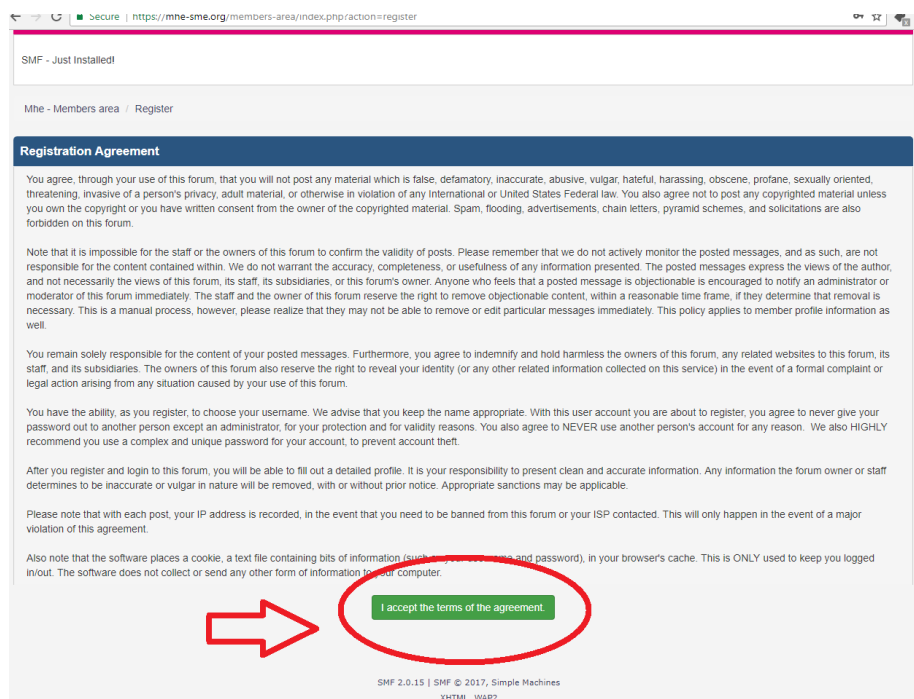 Secure | https://mhe-sme.org/members-area/index.php?action=register
SMF - Just Installed!
Mhe - Members area / Register
Registration Agreement
You agree, through your use of this forum, that you will not post any material which is false, defamatory, inaccurate, abusive, vulgar, hateful, harassing, obscene, profane, sexually oriented,
threatening, invasive of a person's privacy, adult material, or otherwise in violation of any International or United States Federal law. You also agree not to post any copyrighted material unless
you own the copyright or you have written consent from the owner of the copyrighted material. Spam, flooding, advertisements, chain letters, pyramid schemes, and solicitations are also
forbidden on this forum.
Note that it is impossible for the staff or the owners of this forum to confirm the validity of posts. Please remember that we do not actively monitor the posted messages, and as such, are not
responsible for the content contained within. We do not warrant the accuracy, completeness, or usefulness of any information presented. The posted messages express the views of the author,
and not necessarily the views of this forum, its staff, its subsidiaries, or this forum's owner. Anyone who feels that a posted message is objectionable is encouraged to notify an administrator or
moderator of this forum immediately. The staff and the owner of this forum reserve the right to remove objectionable content, within a reasonable time frame, if they determine that removal is
necessary. This is a manual process, however, please realize that they may not be able to remove or edit particular messages immediately. This policy applies to member profile information as
well.
You remain solely responsible for the content of your posted messages. Furthermore, you agree to indemnify and hold harmless the owners of this forum, any related websites to this forum, its
staff, and its subsidiaries. The owners of this forum also reserve the right to reveal your identity (or any other related information collected on this service) in the event of a formal complaint or
legal action arising from any situation caused by your use of this forum.
You have the ability, as you register, to choose your username. We advise that you keep the name appropriate. With this user account you are about to register, you agree to never give your
password out to another person except an administrator, for your protection and for validity reasons. You also agree to NEVER use another person's account for any reason. We also HIGHLY
recommend you use a complex and unique password for your account, to prevent account theft.
After you register and login to this forum, you will be able to fill out a detailed profile. It is your responsibility to present clean and accurate information. Any information the forum owner or staff
determines to be inaccurate or vulgar in nature will be removed, with or without prior notice. Appropriate sanctions may be applicable.
Please note that with each post, your IP address is recorded, in the event that you need to be banned from this forum or your ISP contacted. This will only happen in the event of a major
violation of this agreement.
Also note that the software places a cookie, a text file containing bits of information (such and password), in your browser's cache. This is ONLY used to keep you logged
in/out. The software does not collect or send any other form of information to your computer.
I accept the terms of the agreement.
SMF 2.0.15 | SMF © 2017, Simple Machines
XHTML WAP2